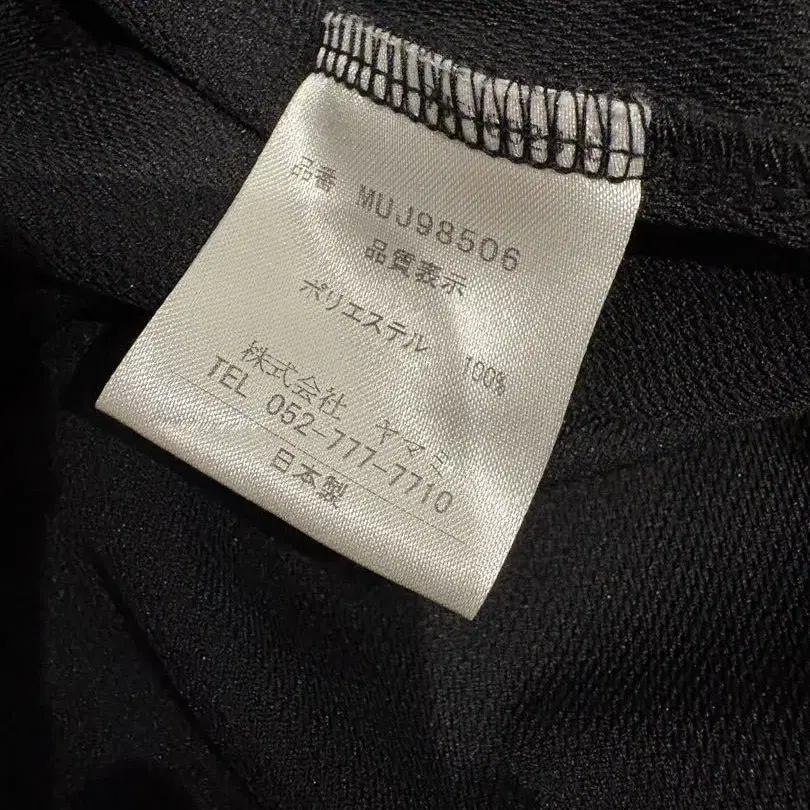 品番 MUJ98506
品質表示
ポリエステル 100%
株式会社 ヤマミ
TEL 052-777-7710
日本製